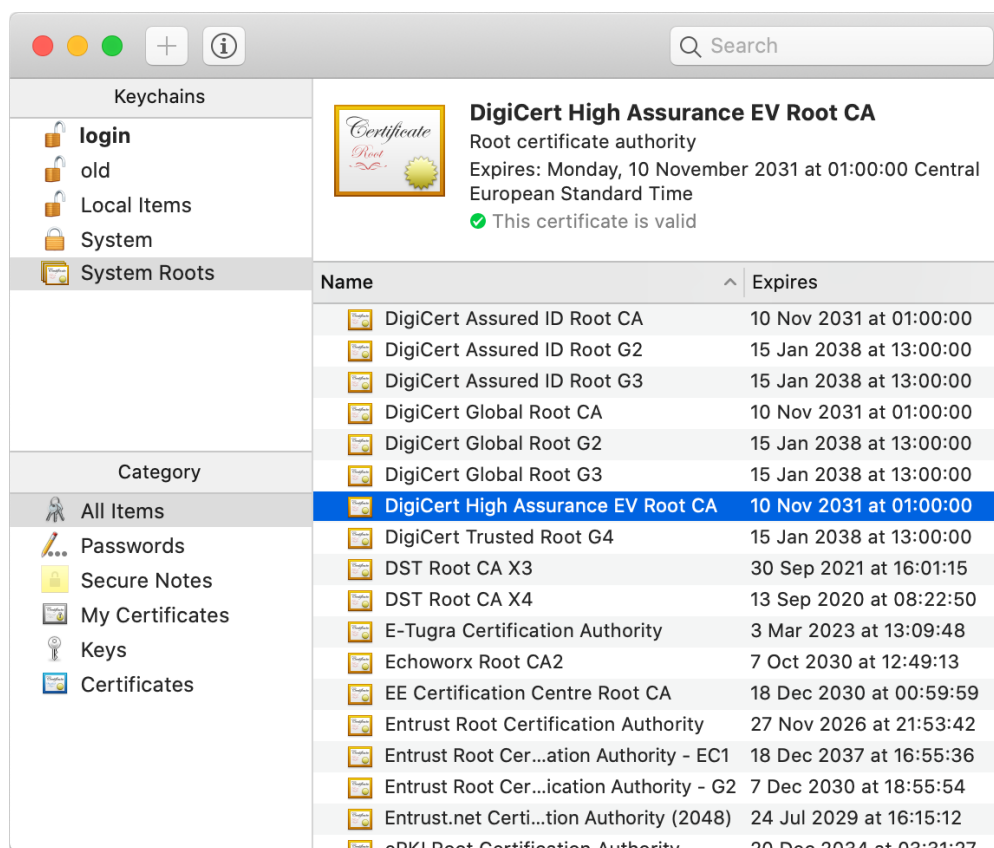 Search
Keychains
login
old
Local Items
System
System Roots
Category
All Items
Passwords
Secure Notes
My Certificates
Keys
Certificates
Certificate
Root
DigiCert High Assurance EV Root CA
Root certificate authority
Expires: Monday, 10 November 2031 at 01:00:00 Central
European Standard Time
This certificate is valid
Name Expires
DigiCert Assured ID Root CA 10 Nov 2031 at 01:00:00
DigiCert Assured ID Root G2 15 Jan 2038 at 13:00:00
DigiCert Assured ID Root G3 15 Jan 2038 at 13:00:00
DigiCert Global Root CA 10 Nov 2031 at 01:00:00
DigiCert Global Root G2 15 Jan 2038 at 13:00:00
DigiCert Global Root G3 15 Jan 2038 at 13:00:00
DigiCert High Assurance EV Root CA 10 Nov 2031 at 01:00:00
DigiCert Trusted Root G4 15 Jan 2038 at 13:00:00
DST Root CA X3 30 Sep 2021 at 16:01:15
DST Root CA X4 13 Sep 2020 at 08:22:50
E-Tugra Certification Authority 3 Mar 2023 at 13:09:48
Echoworx Root CA2 7 Oct 2030 at 12:49:13
EE Certification Centre Root CA 18 Dec 2030 at 00:59:59
Entrust Root Certification Authority 27 Nov 2026 at 21:53:42
Entrust Root Cer...ation Authority - EC1 18 Dec 2037 at 16:55:36
Entrust Root Cer...ication Authority - G2 7 Dec 2030 at 18:55:54
Entrust.net Certi...tion Authority (2048) 24 Jul 2029 at 16:15:12
ePKI Root Certification Authority 20 Dec 2034 at 03:31:27